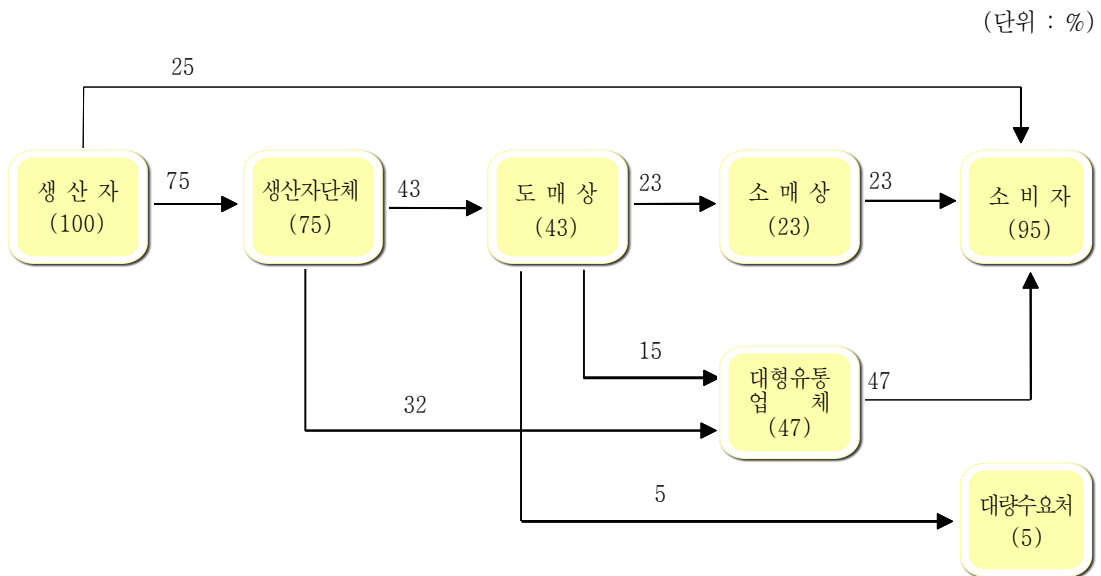 (단위 : %)
25
생 산 자
(100)
75
생산자단체
(75)
43
도 매 상
(43)
23
소 매 상
(23)
23
소 비 자
(95)
15
32
대형유통
업 체
(47)
47
5
대량수요처
(5)